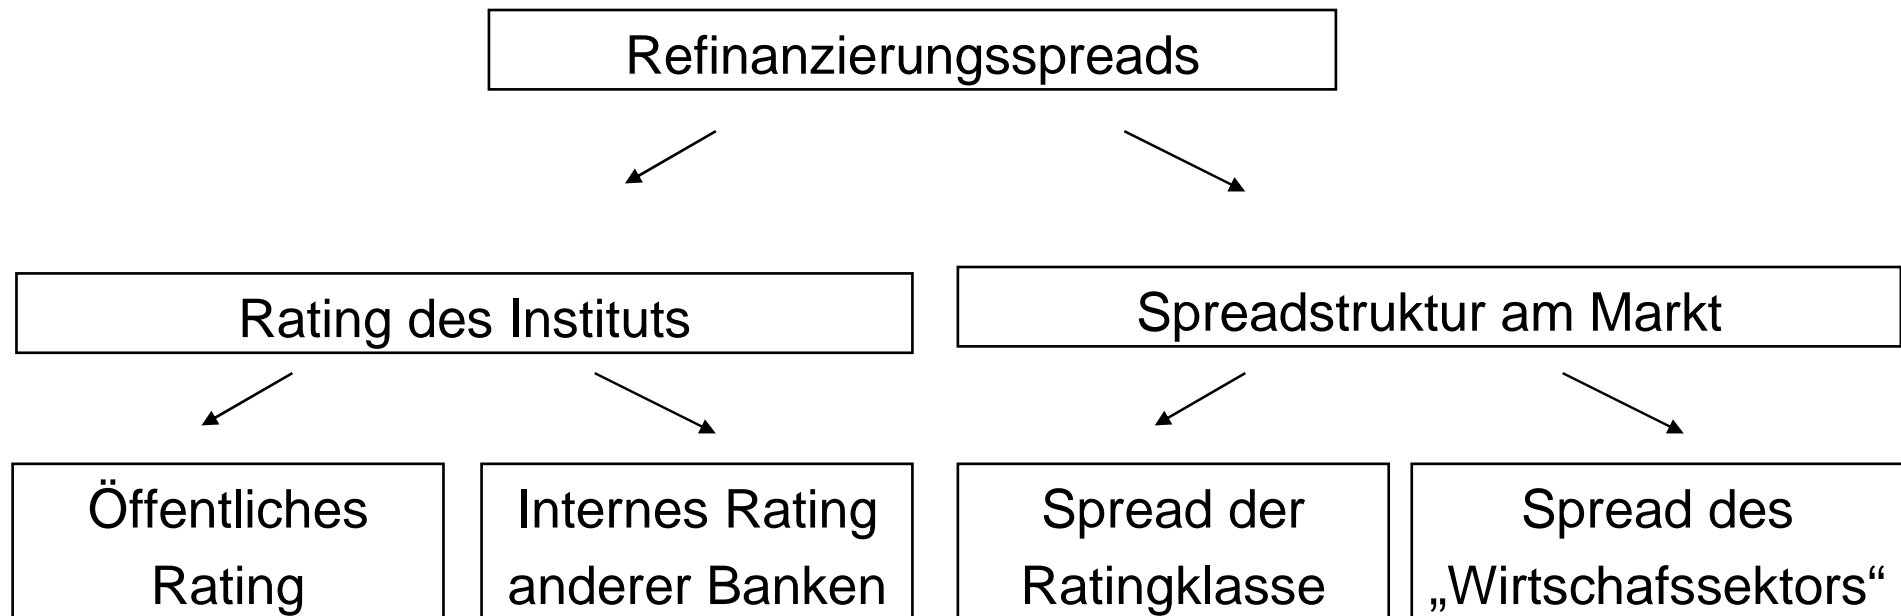 Refinanzierungsspreads
Rating des Instituts
Spreadstruktur am Markt
Öffentliches
Rating
Internes Rating
anderer Banken
Spread der
Ratingklasse
Spread des
„Wirtschafssektors“